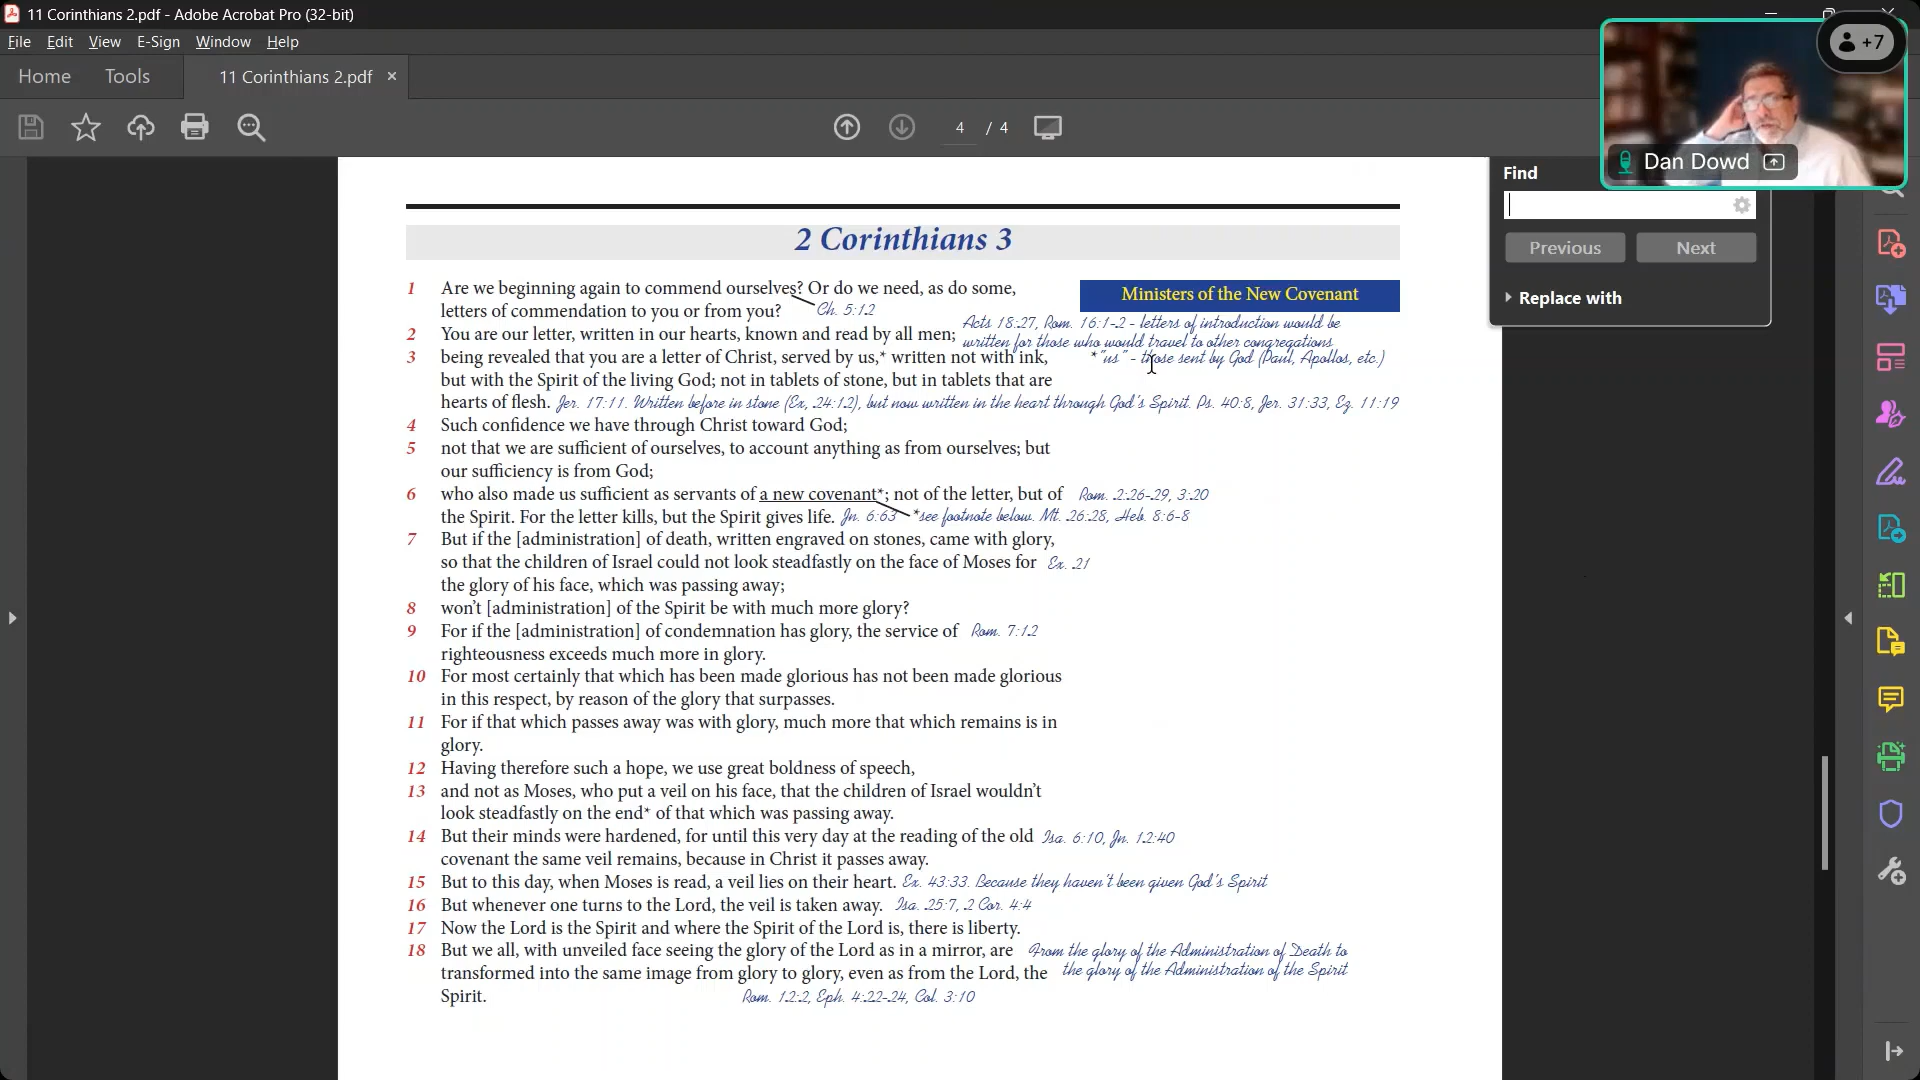 11 Corinthians 2.pdf - Adobe Acrobat Pro (32-bit)
File Edit View E-Sign Window Help
Home Tools 11 Corinthians 2.pdf ×
+7
4 / 4
Dan Dowd
Find
Previous Next
Replace with
2 Corinthians 3
Ministers of the New Covenant
1 Are we beginning again to commend ourselves? Or do we need, as do some,
letters of commendation to you or from you? Ch. 5:12
Acts 18:27, Rom. 16:1-2 - letters of introduction would be
2 You are our letter, written in our hearts, known and read by all men; written for those who would travel to other congregations
3 being revealed that you are a letter of Christ, served by us,* written not with ink, *"us" - those sent by God (Paul, Apollos, etc.)
but with the Spirit of the living God; not in tablets of stone, but in tablets that are
hearts of flesh. Jer. 17:11. Written before in stone (Ex, 24:12), but now written in the heart through God's Spirit. Ps. 40:8, Jer. 31:33, Ez. 11:19
4 Such confidence we have through Christ toward God;
5 not that we are sufficient of ourselves, to account anything as from ourselves; but
our sufficiency is from God;
6 who also made us sufficient as servants of a new covenant*; not of the letter, but of Rom. 2:26-29, 3:20
the Spirit. For the letter kills, but the Spirit gives life. Jn. 6:63 *see footnote below. Mt. 26:28, Heb. 8:6-8
7 But if the [administration] of death, written engraved on stones, came with glory,
so that the children of Israel could not look steadfastly on the face of Moses for Ex. 21
the glory of his face, which was passing away;
8 won't [administration] of the Spirit be with much more glory?
9 For if the [administration] of condemnation has glory, the service of Rom. 7:12
righteousness exceeds much more in glory.
10 For most certainly that which has been made glorious has not been made glorious
in this respect, by reason of the glory that surpasses.
11 For if that which passes away was with glory, much more that which remains is in
glory.
12 Having therefore such a hope, we use great boldness of speech,
13 and not as Moses, who put a veil on his face, that the children of Israel wouldn't
look steadfastly on the end* of that which was passing away.
14 But their minds were hardened, for until this very day at the reading of the old Isa. 6:10, Jn. 12:40
covenant the same veil remains, because in Christ it passes away.
15 But to this day, when Moses is read, a veil lies on their heart. Ex. 43:33. Because they haven't been given God's Spirit
16 But whenever one turns to the Lord, the veil is taken away. Isa. 25:7, 2 Cor. 4:4
17 Now the Lord is the Spirit and where the Spirit of the Lord is, there is liberty.
18 But we all, with unveiled face seeing the glory of the Lord as in a mirror, are From the glory of the Administration of Death to
transformed into the same image from glory to glory, even as from the Lord, the the glory of the Administration of the Spirit
Spirit. Rom. 12:2, Eph. 4:22-24, Col. 3:10